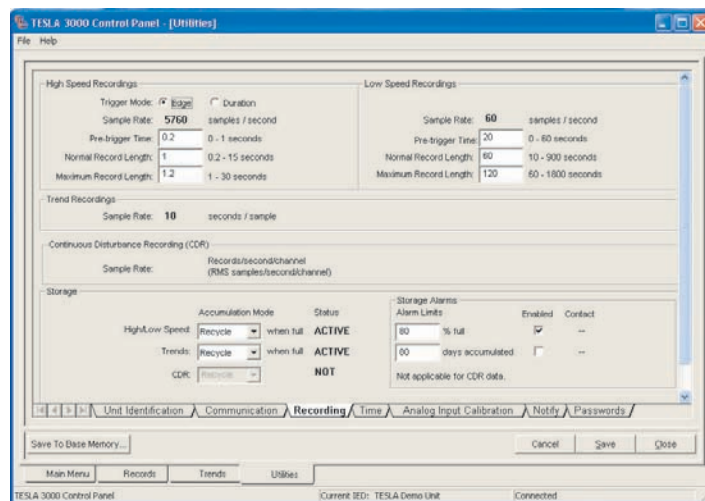 TESLA 3000 Control Panel - [Utilities]
File Help
High Speed Recordings
Trigger Mode: Edge Duration
Sample Rate: 5760 samples / second
Pre-trigger Time: 0.2 0 - 1 seconds
Normal Record Length: 1 0.2 - 15 seconds
Maximum Record Length: 1.2 1 - 30 seconds
Low Speed Recordings
Sample Rate: 60 samples / second
Pre-trigger Time: 20 0 - 60 seconds
Normal Record Length: 60 10 - 900 seconds
Maximum Record Length: 120 60 - 1800 seconds
Trend Recordings
Sample Rate: 10 seconds / sample
Continuous Disturbance Recording (CDR)
Sample Rate: Records/second/channel
(RMS samples/second/channel)
Storage
Accumulation Mode Status
High/Low Speed: Recycle when full ACTIVE
Trends: Recycle when full ACTIVE
CDR: Recycle NOT
Storage Alarms
Alarm Limits Enabled Contact
80 % full --
60 days accumulated --
Not applicable for CDR data.
Unit Identification Communication Recording Time Analog Input Calibration Notify Passwords
Save To Base Memory... Cancel Save Close
Main Menu Records Trends Utilities
TESLA 3000 Control Panel Current IED: TESLA Demo Unit Connected